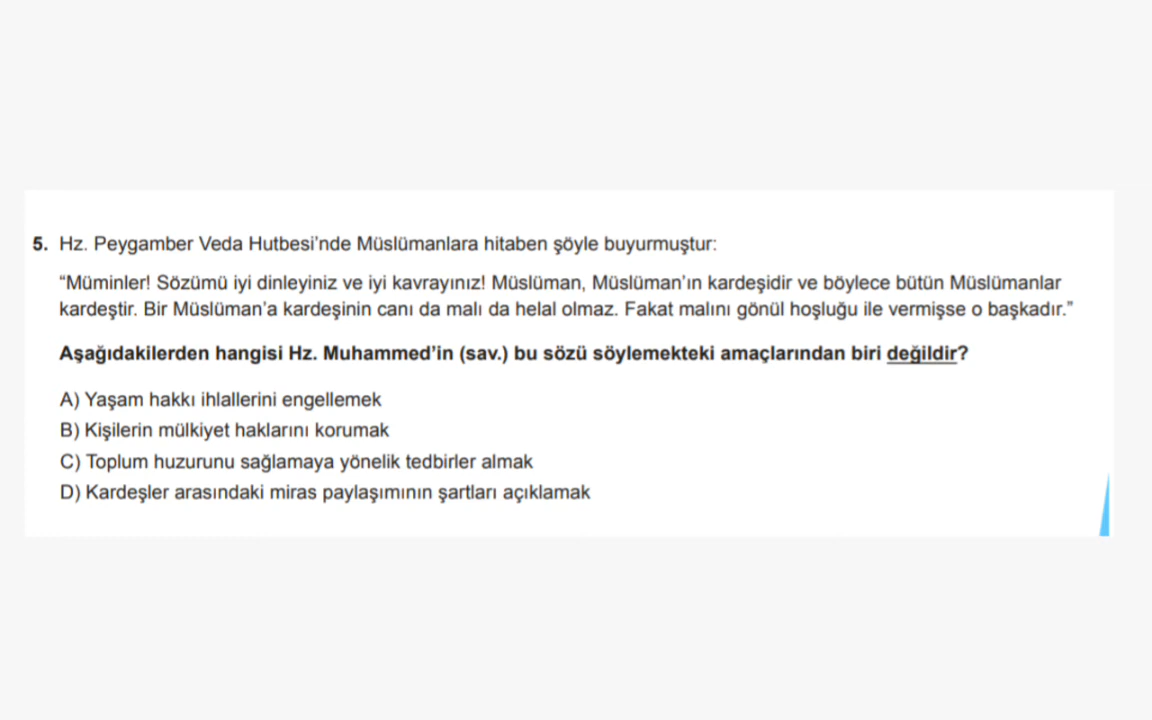 5. Hz. Peygamber Veda Hutbesi'nde Müslümanlara hitaben şöyle buyurmuştur:
“Müminler! Sözümü iyi dinleyiniz ve iyi kavrayınız! Müslüman, Müslüman’ın kardeşidir ve böylece bütün Müslümanlar
kardeştir. Bir Müslüman’a kardeşinin canı da malı da helal olmaz. Fakat malını gönül hoşluğu ile vermişse o başkadır.”
Aşağıdakilerden hangisi Hz. Muhammed’in (sav.) bu sözü söylemekteki amaçlarından biri değildir?
A) Yaşam hakkı ihlallerini engellemek
B) Kişilerin mülkiyet haklarını korumak
C) Toplum huzurunu sağlamaya yönelik tedbirler almak
D) Kardeşler arasındaki miras paylaşımının şartları açıklamak